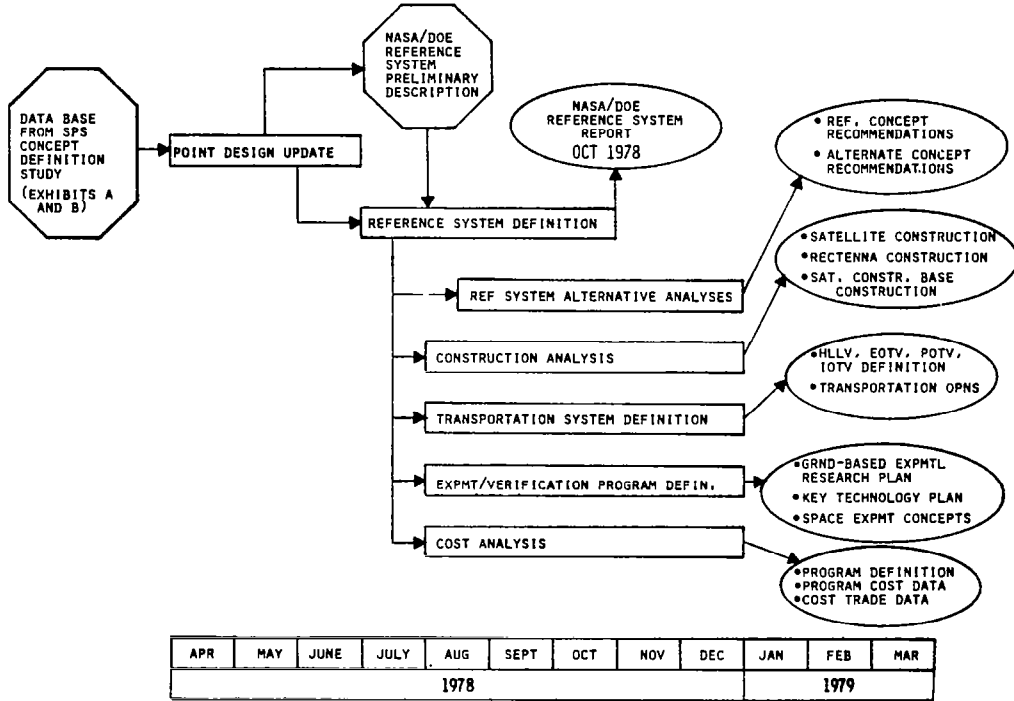 DATA BASE
FROM SPS
CONCEPT
DEFINITION
STUDY
(EXHIBITS A
AND B)
POINT DESIGN UPDATE
NASA/DOE
REFERENCE
SYSTEM
PRELIMINARY
DESCRIPTION
NASA/DOE
REFERENCE SYSTEM
REPORT
OCT 1978
REFERENCE SYSTEM DEFINITION
REF SYSTEM ALTERNATIVE ANALYSES
• REF. CONCEPT
RECOMMENDATIONS
• ALTERNATE CONCEPT
RECOMMENDATIONS
CONSTRUCTION ANALYSIS
• SATELLITE CONSTRUCTION
• RECTENNA CONSTRUCTION
• SAT. CONSTR. BASE
CONSTRUCTION
TRANSPORTATION SYSTEM DEFINITION
• HLLV, EOTV, POTV,
IOTV DEFINITION
• TRANSPORTATION OPNS
EXPMT/VERIFICATION PROGRAM DEFIN.
• GRND-BASED EXPMTL
RESEARCH PLAN
• KEY TECHNOLOGY PLAN
• SPACE EXPMT CONCEPTS
COST ANALYSIS
• PROGRAM DEFINITION
• PROGRAM COST DATA
• COST TRADE DATA
APR MAY JUNE JULY AUG SEPT OCT NOV DEC JAN FEB MAR
1978 1979